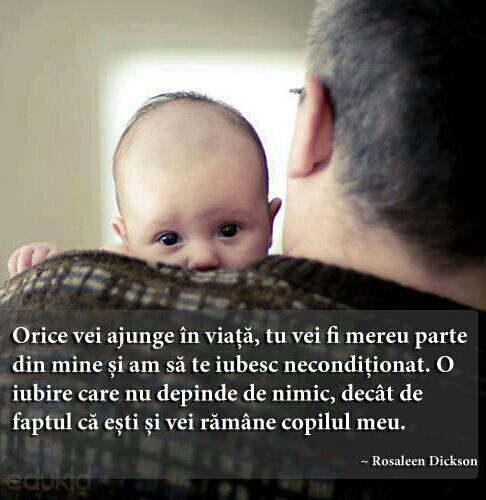 Orice vei ajunge în viață, tu vei fi mereu parte
din mine și am să te iubesc necondiționat. O
iubire care nu depinde de nimic, decât de
faptul că ești și vei rămâne copilul meu.
~ Rosaleen Dickson
edukid